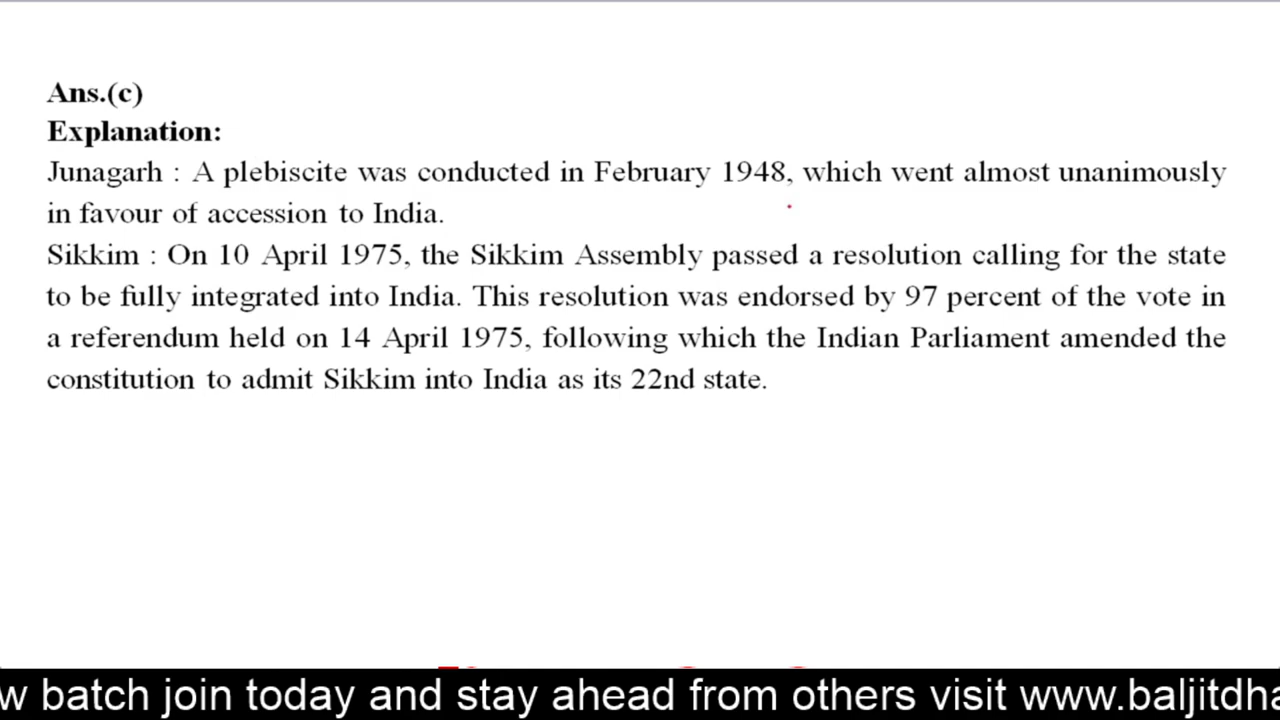 Ans.(c)
Explanation:
Junagarh : A plebiscite was conducted in February 1948, which went almost unanimously
in favour of accession to India.
Sikkim : On 10 April 1975, the Sikkim Assembly passed a resolution calling for the state
to be fully integrated into India. This resolution was endorsed by 97 percent of the vote in
a referendum held on 14 April 1975, following which the Indian Parliament amended the
constitution to admit Sikkim into India as its 22nd state.
w batch join today and stay ahead from others visit www.baljitdha